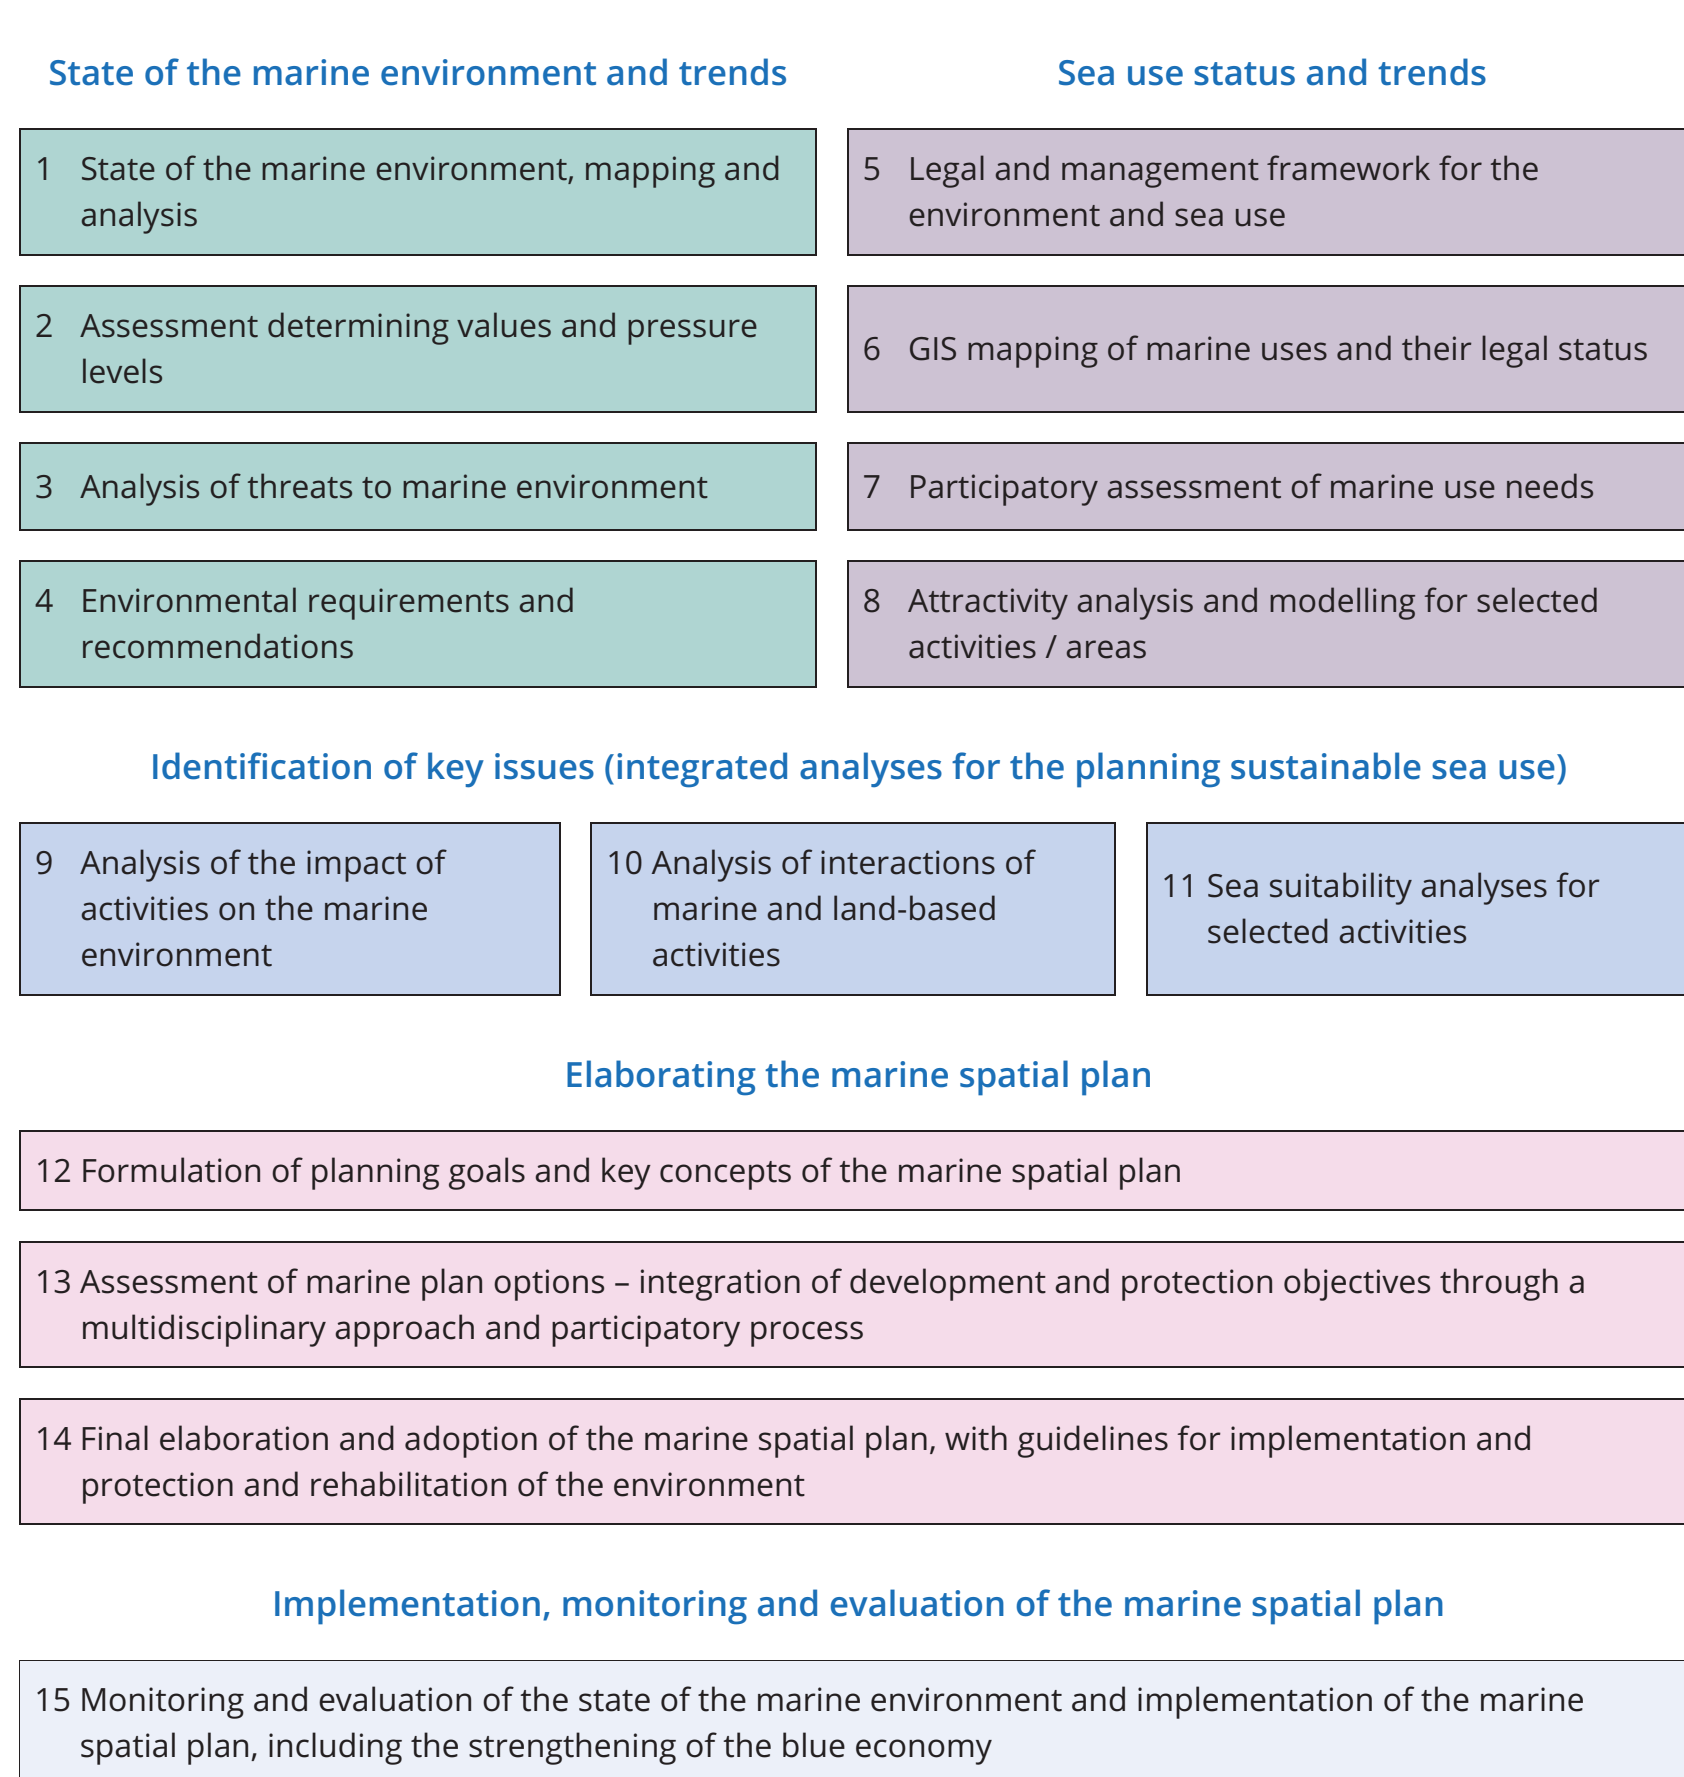 State of the marine environment and trends
1 State of the marine environment, mapping and
analysis
2 Assessment determining values and pressure
levels
3 Analysis of threats to marine environment
4 Environmental requirements and
recommendations
Sea use status and trends
5 Legal and management framework for the
environment and sea use
6 GIS mapping of marine uses and their legal status
7 Participatory assessment of marine use needs
8 Attractivity analysis and modelling for selected
activities / areas
Identification of key issues (integrated analyses for the planning sustainable sea use)
9 Analysis of the impact of
activities on the marine
environment
10 Analysis of interactions of
marine and land-based
activities
11 Sea suitability analyses for
selected activities
Elaborating the marine spatial plan
12 Formulation of planning goals and key concepts of the marine spatial plan
13 Assessment of marine plan options – integration of development and protection objectives through a
multidisciplinary approach and participatory process
14 Final elaboration and adoption of the marine spatial plan, with guidelines for implementation and
protection and rehabilitation of the environment
Implementation, monitoring and evaluation of the marine spatial plan
15 Monitoring and evaluation of the state of the marine environment and implementation of the marine
spatial plan, including the strengthening of the blue economy